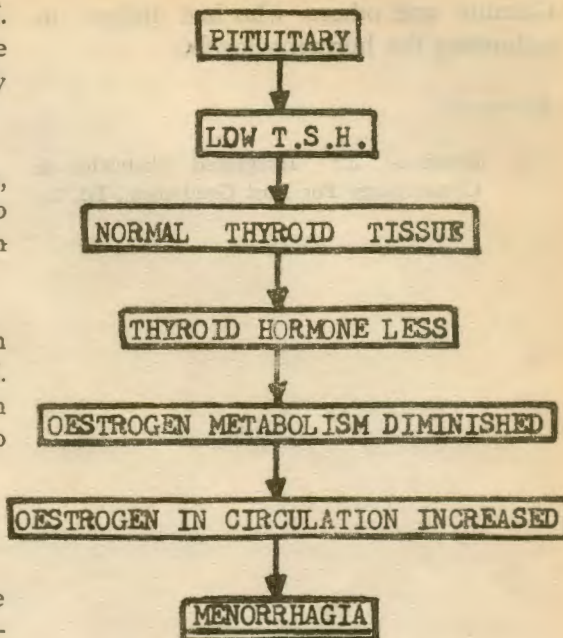 PITUITARY
LOW T.S.H.
NORMAL THYROID TISSUE
THYROID HORMONE LESS
OESTROGEN METABOLISM DIMINISHED
OESTROGEN IN CIRCULATION INCREASED
MENORRHAGIA